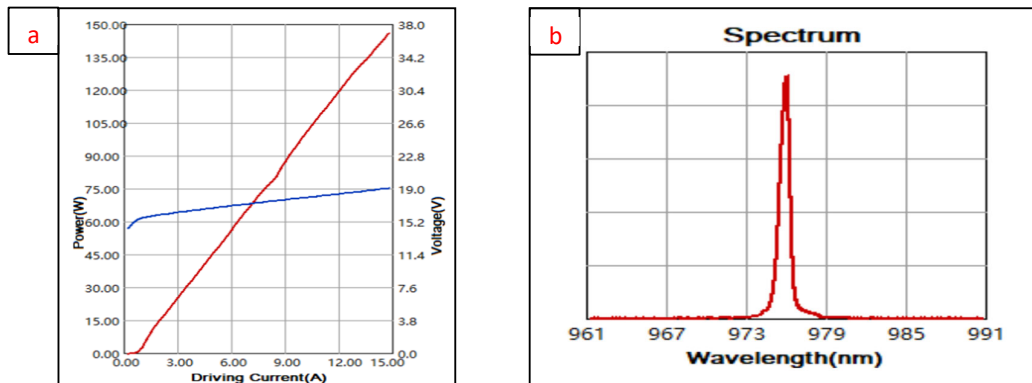 a
150.00
135.00
120.00
105.00
90.00
75.00
60.00
45.00
30.00
15.00
0.00
Power(W)
38.0
34.2
30.4
26.6
22.8
19.0
15.2
11.4
7.6
3.8
0.0
Voltage(V)
0.00 3.00 6.00 9.00 12.00 15.00
Driving Current(A)
b
Spectrum
961 967 973 979 985 991
Wavelength(nm)